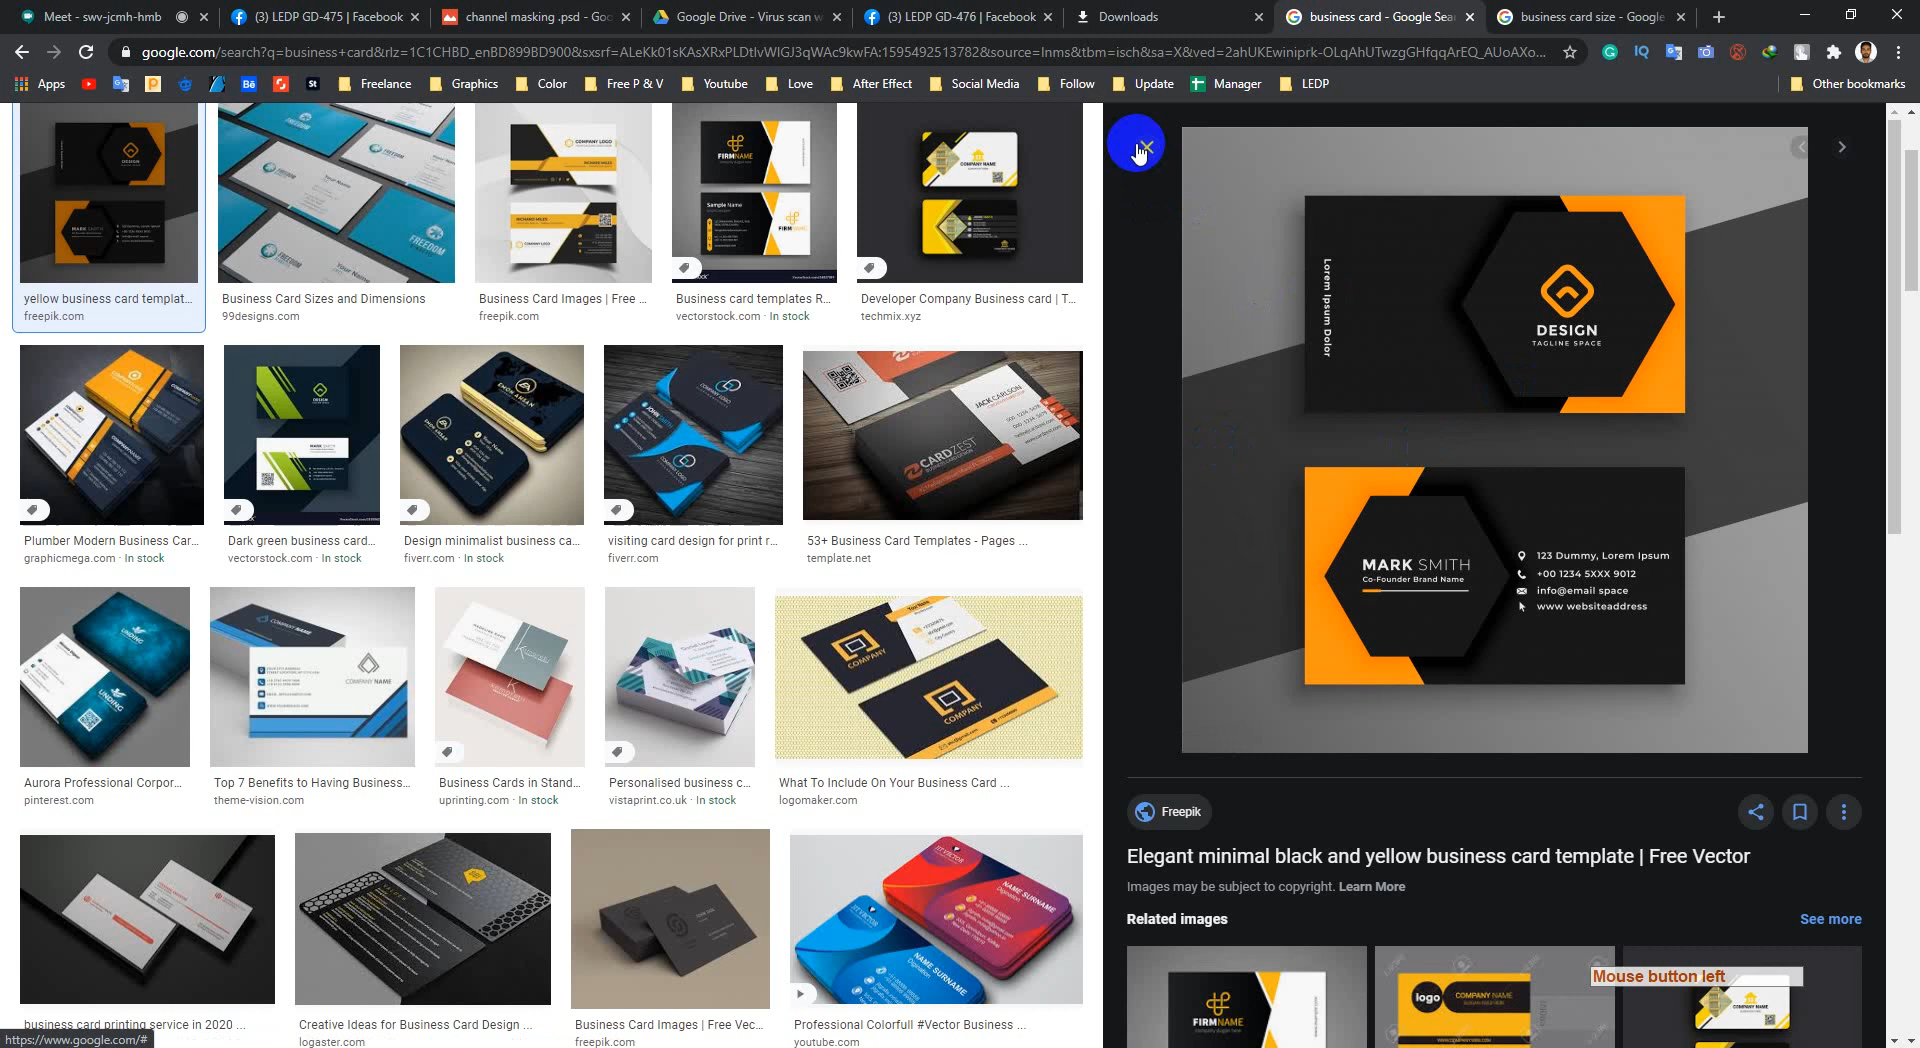 Meet - swv-jcmh-hmb
(3) LEDP GD-475 | Facebook
channel masking .psd - Goo
Google Drive - Virus scan w
(3) LEDP GD-476 | Facebook
Downloads
business card - Google Sea
business card size - Google
google.com/search?q=business+card&rlz=1C1CHBD_enBD899BD900&sxsrf=ALeKk01sKAsXRxPLDtlvWIGJ3qWAc9kwFA:1595492513782&source=lnms&tbm=isch&sa=X&ved=2ahUKEwiniprk-OLqAhUTwzgGHfqqArEQ_AUoAXo...
Apps
Freelance
Graphics
Color
Free P & V
Youtube
Love
After Effect
Social Media
Follow
Update
Manager
LEDP
Other bookmarks
yellow business card templat...
freepik.com
Business Card Sizes and Dimensions
99designs.com
Business Card Images | Free ...
freepik.com
Business card templates R...
vectorstock.com · In stock
Developer Company Business card | T...
techmix.xyz
Plumber Modern Business Car...
graphicmega.com · In stock
Dark green business card...
vectorstock.com · In stock
Design minimalist business ca...
fiverr.com · In stock
visiting card design for print r...
fiverr.com
53+ Business Card Templates - Pages ...
template.net
Aurora Professional Corpor...
pinterest.com
Top 7 Benefits to Having Business...
theme-vision.com
Business Cards in Stand...
uprinting.com · In stock
Personalised business c...
vistaprint.co.uk · In stock
What To Include On Your Business Card ...
logomaker.com
business card printing service in 2020 ...
Creative Ideas for Business Card Design ...
logaster.com
Business Card Images | Free Vec...
freepik.com
Professional Colorfull #Vector Business ...
youtube.com
https://www.google.com/#
Lorem Ipsum Dolor
DESIGN
TAGLINE SPACE
MARK SMITH
Co-Founder Brand Name
123 Dummy, Lorem Ipsum
+00 1234 5XXX 9012
info@email space
www websiteaddress
Freepik
Elegant minimal black and yellow business card template | Free Vector
Images may be subject to copyright. Learn More
Related images
See more
Mouse button left
FIRMNAME
logo
COMPANY NAME
COMPANY NAME